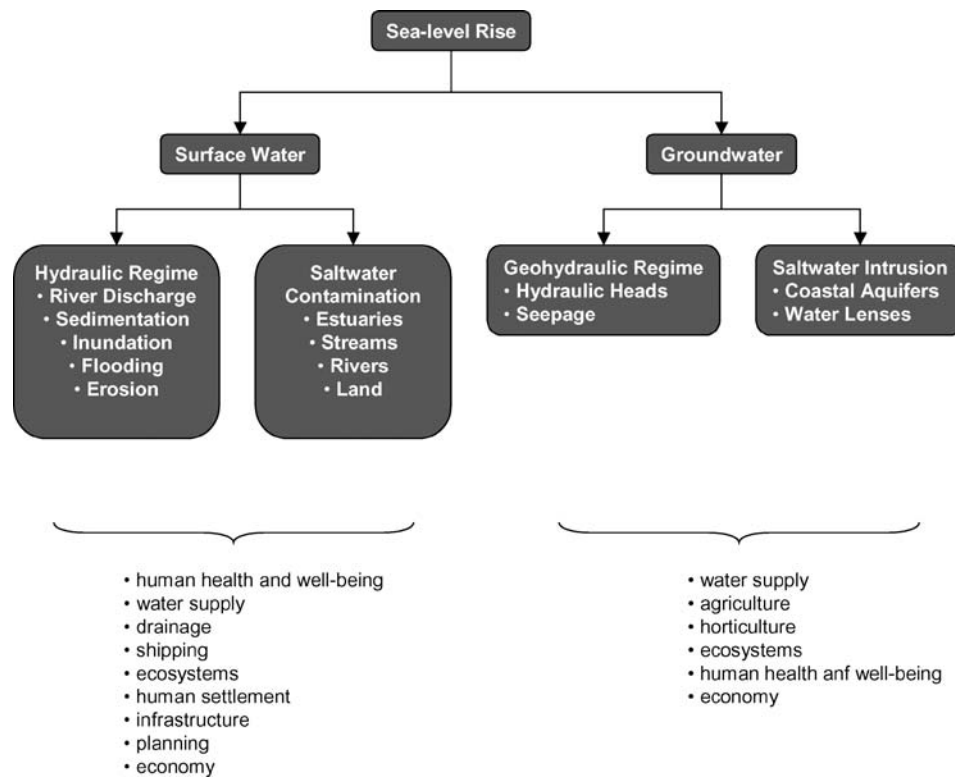 Sea-level Rise
Surface Water
Groundwater
Hydraulic Regime
• River Discharge
• Sedimentation
• Inundation
• Flooding
• Erosion
Saltwater
Contamination
• Estuaries
• Streams
• Rivers
• Land
Geohydraulic Regime
• Hydraulic Heads
• Seepage
Saltwater Intrusion
• Coastal Aquifers
• Water Lenses
• human health and well-being
• water supply
• drainage
• shipping
• ecosystems
• human settlement
• infrastructure
• planning
• economy
• water supply
• agriculture
• horticulture
• ecosystems
• human health anf well-being
• economy